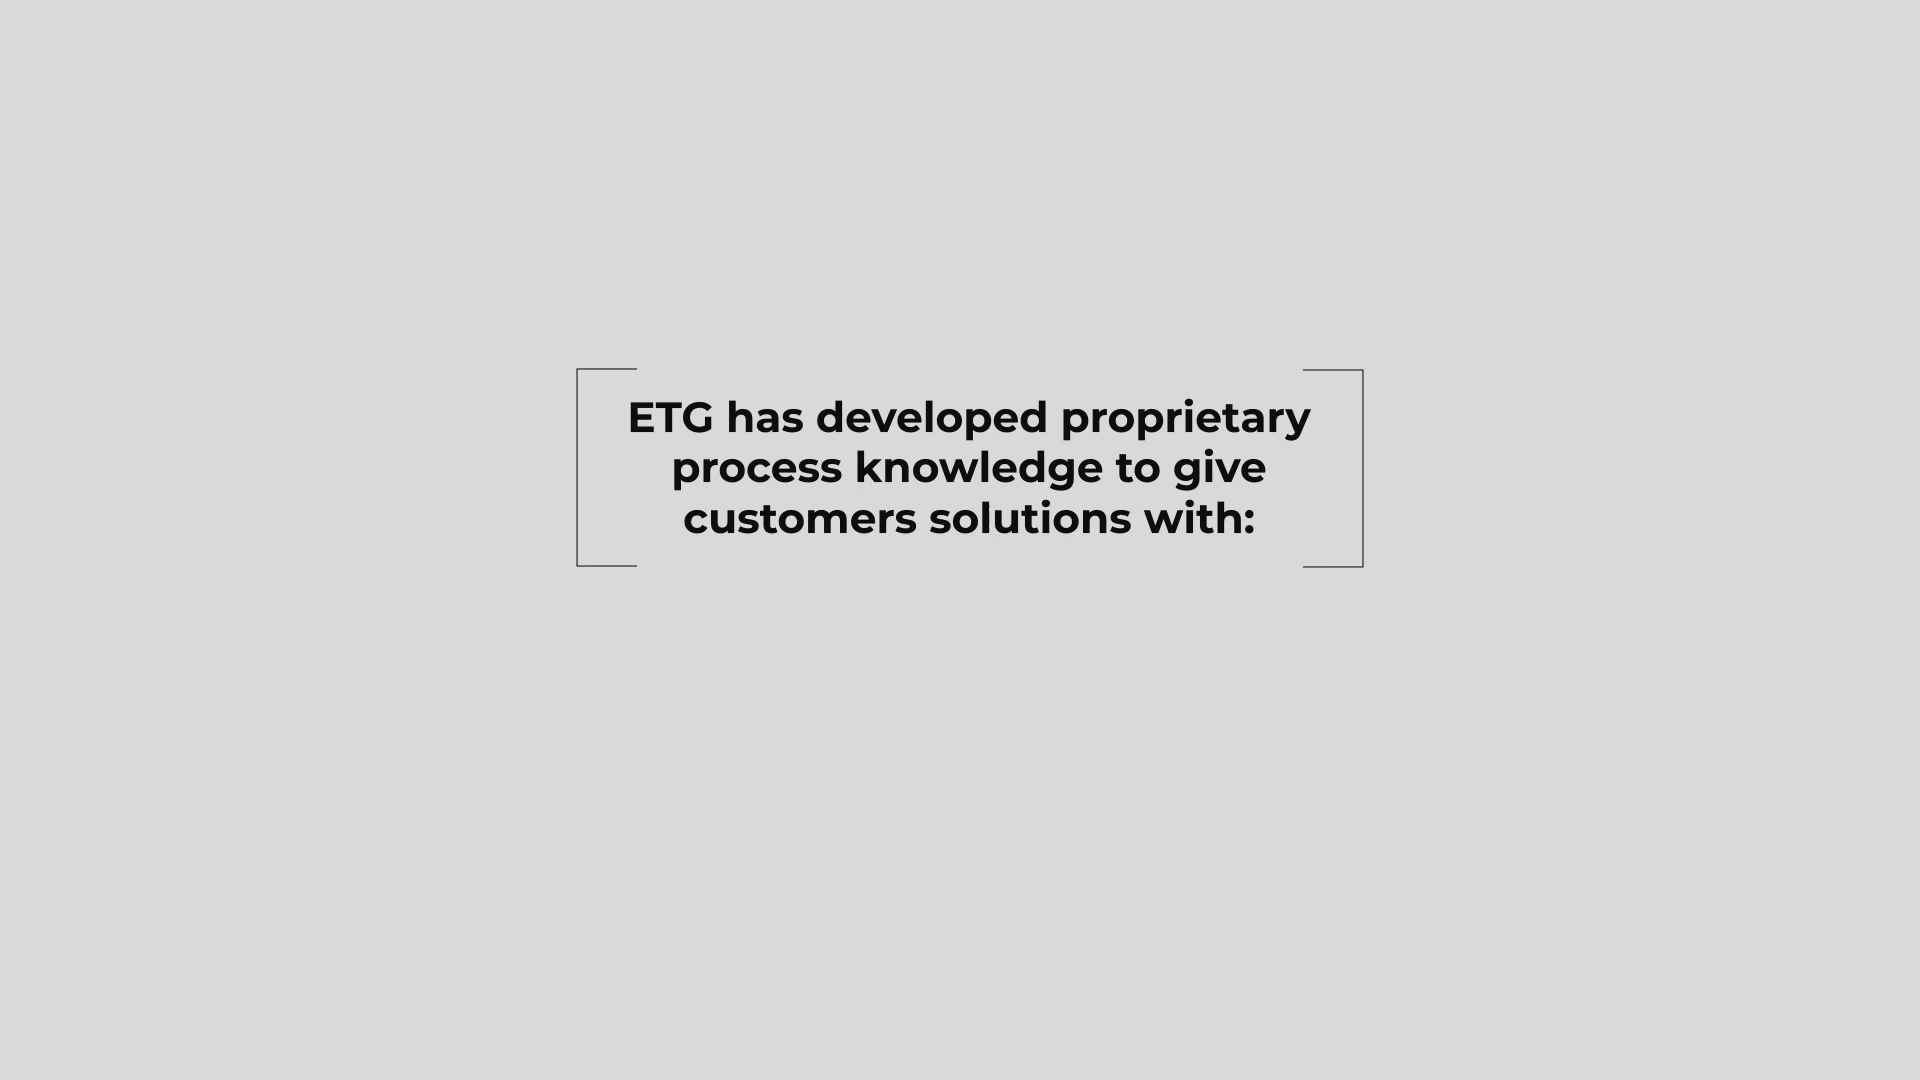 ETG has developed proprietary
process knowledge to give
customers solutions with: